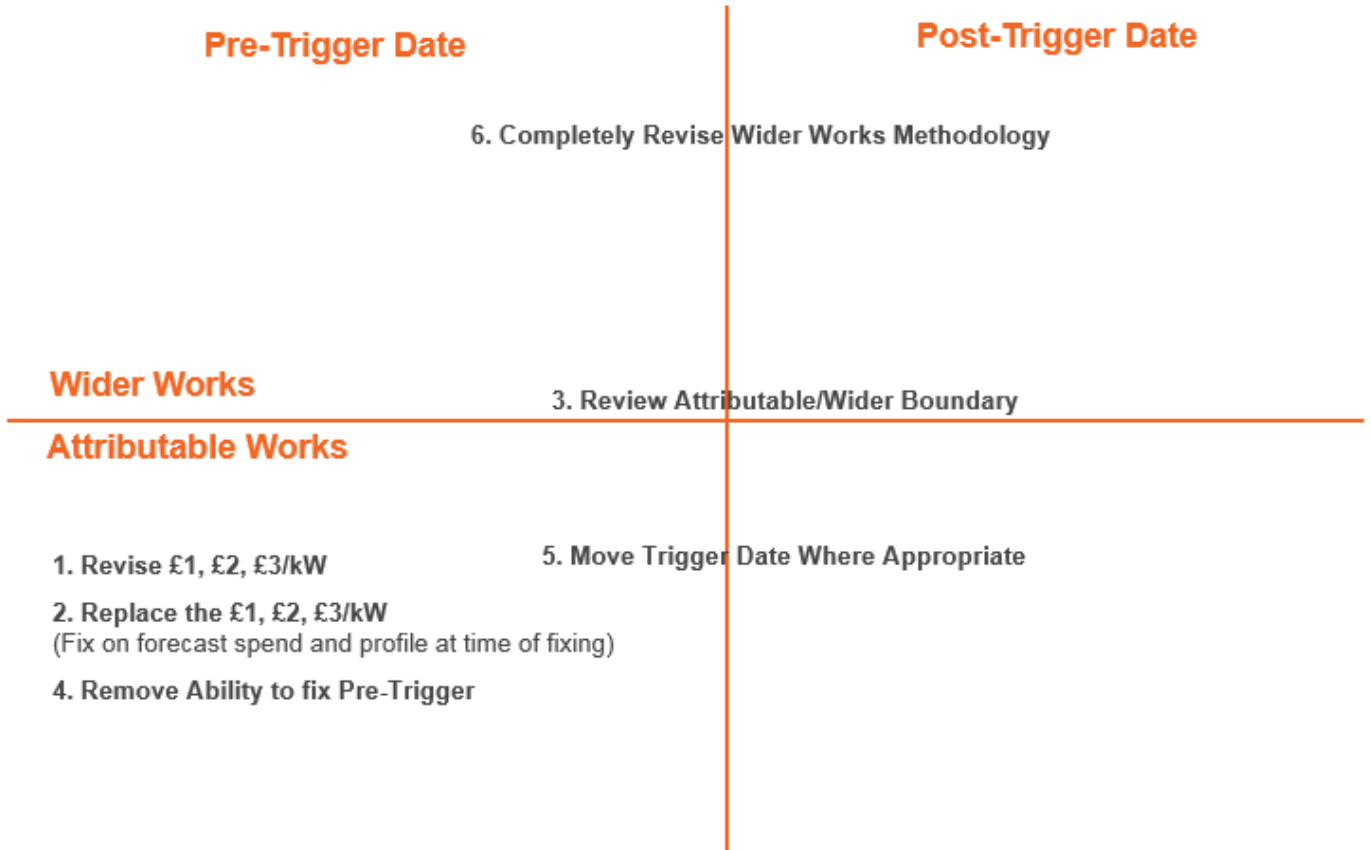 Pre-Trigger Date
Post-Trigger Date
6. Completely Revise Wider Works Methodology
Wider Works
3. Review Attributable/Wider Boundary
Attributable Works
1. Revise £1, £2, £3/kW
5. Move Trigger Date Where Appropriate
2. Replace the £1, £2, £3/kW
(Fix on forecast spend and profile at time of fixing)
4. Remove Ability to fix Pre-Trigger